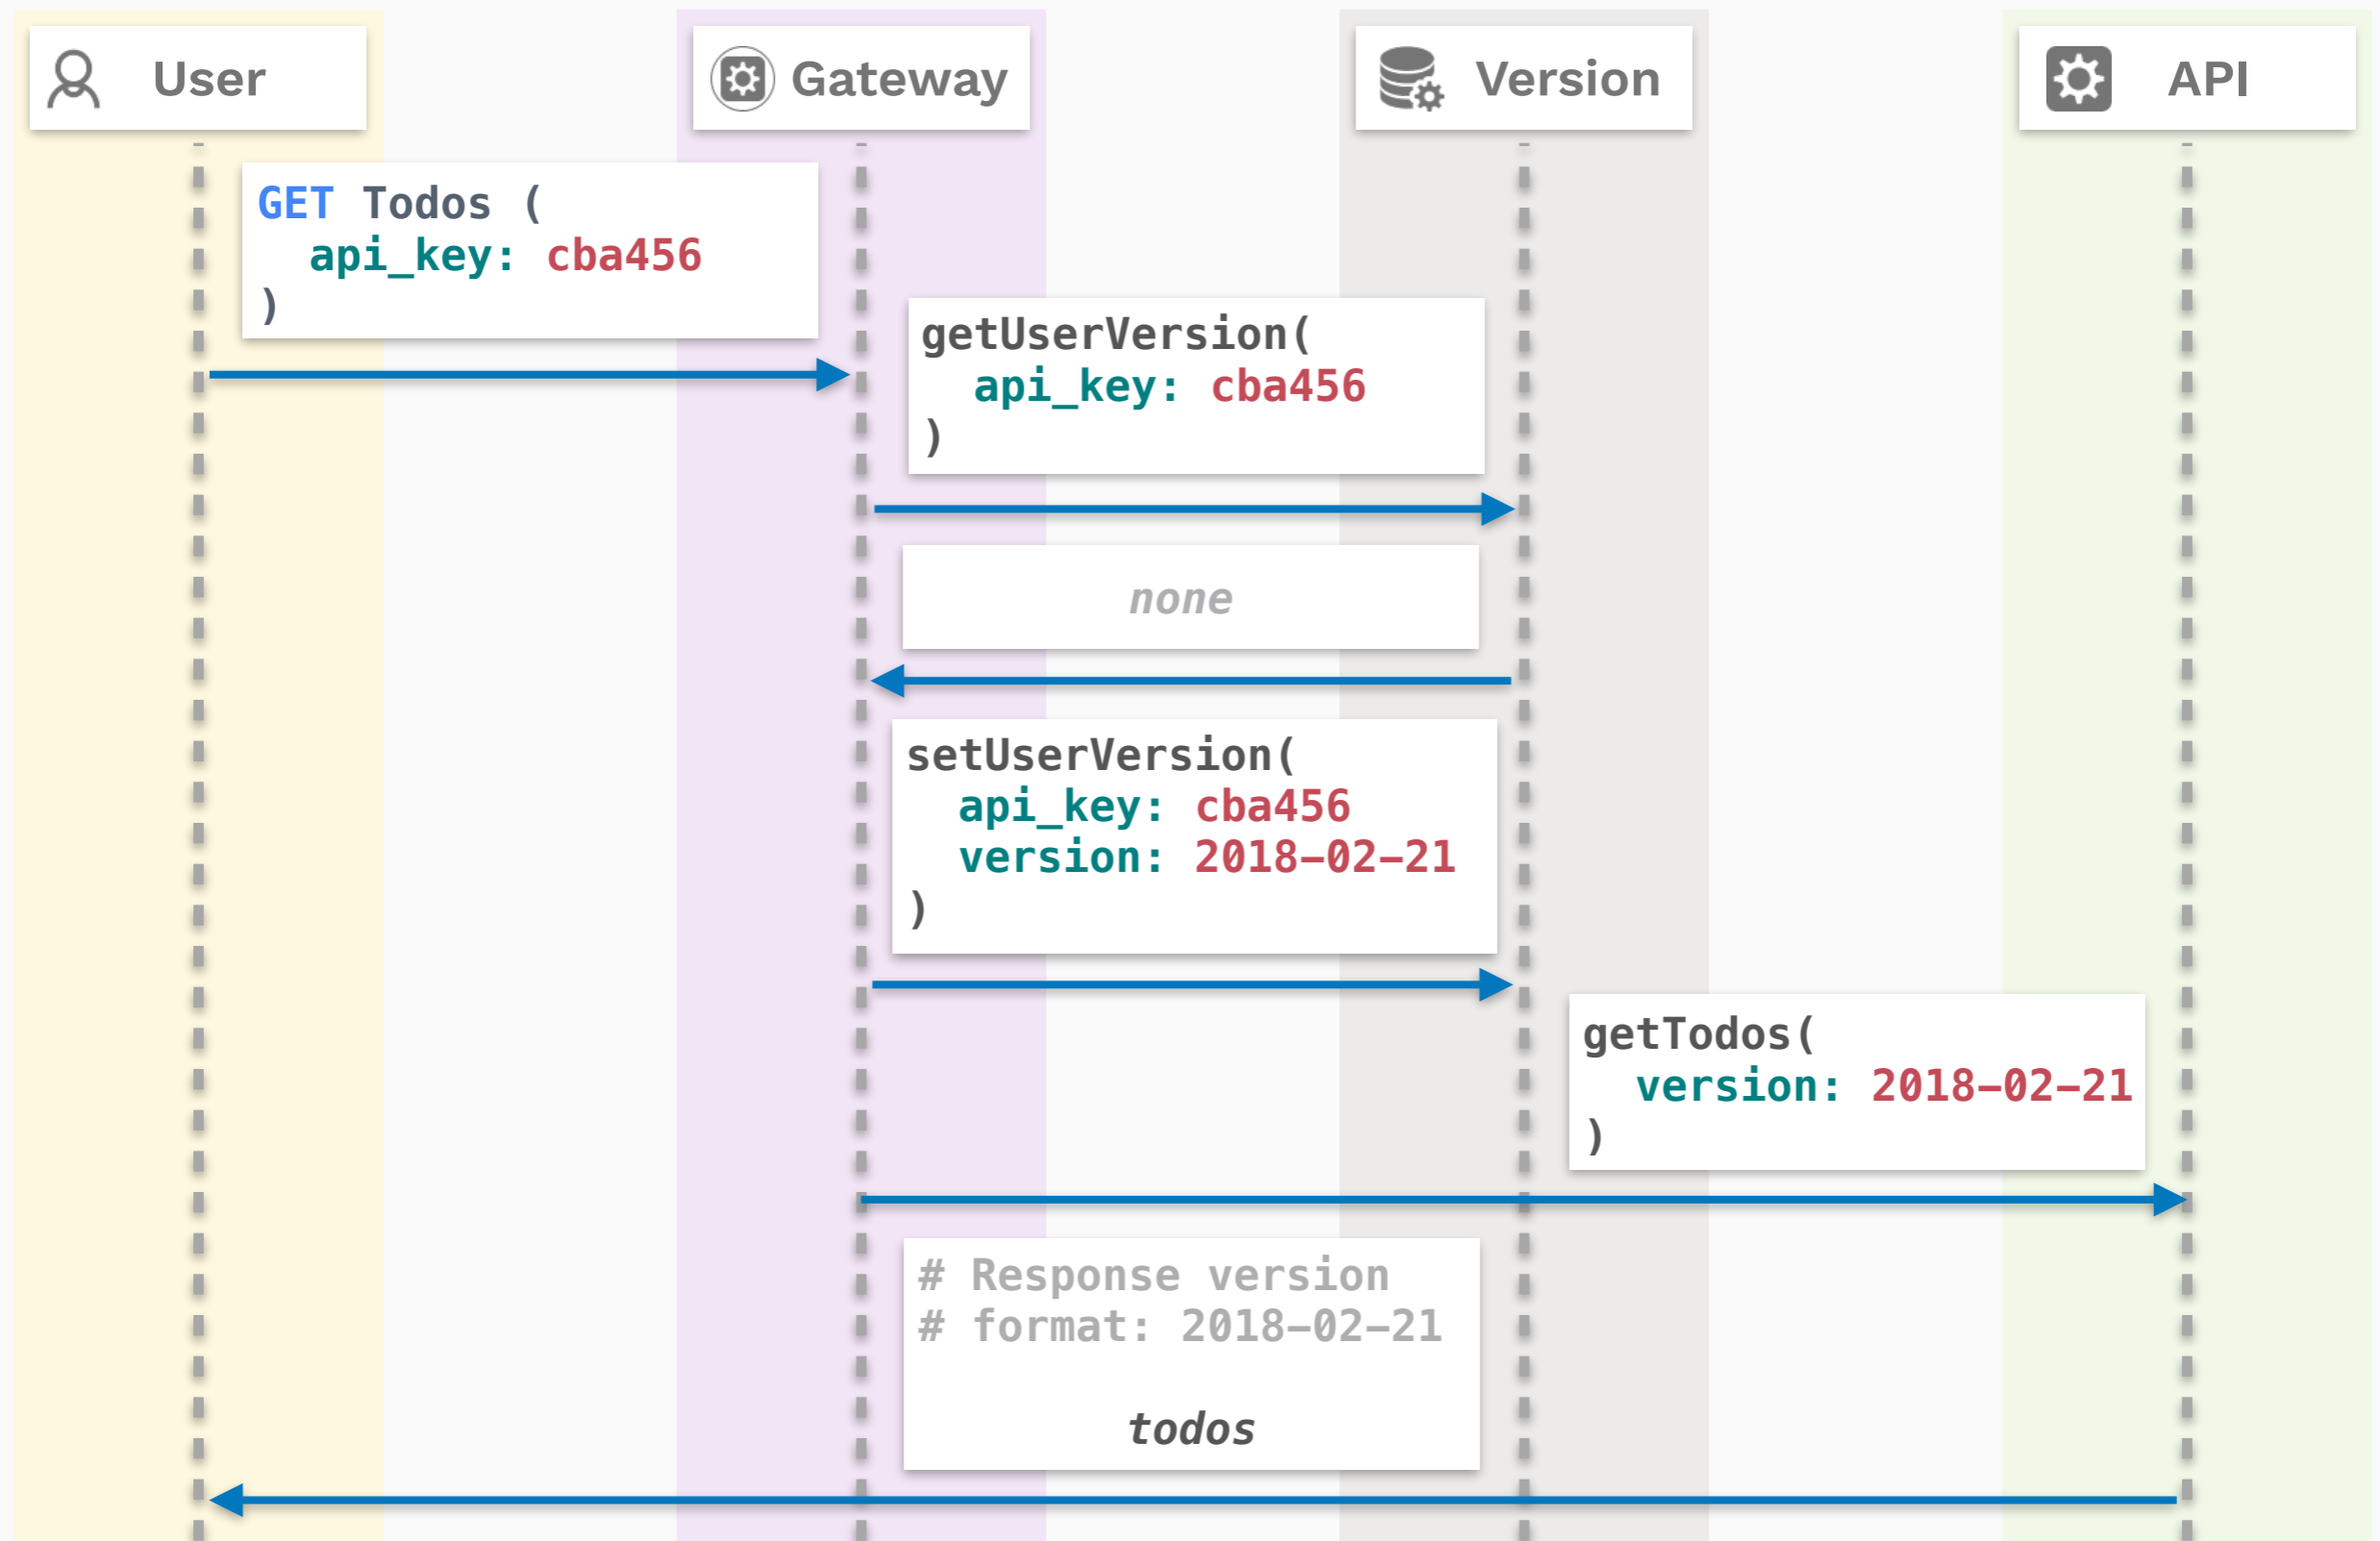 User
Gateway
Version
API
GET Todos (
api_key: cba456
)
getUserVersion(
api_key: cba456
)
none
setUserVersion(
api_key: cba456
version: 2018-02-21
)
getTodos(
version: 2018-02-21
)
# Response version
# format: 2018-02-21
todos